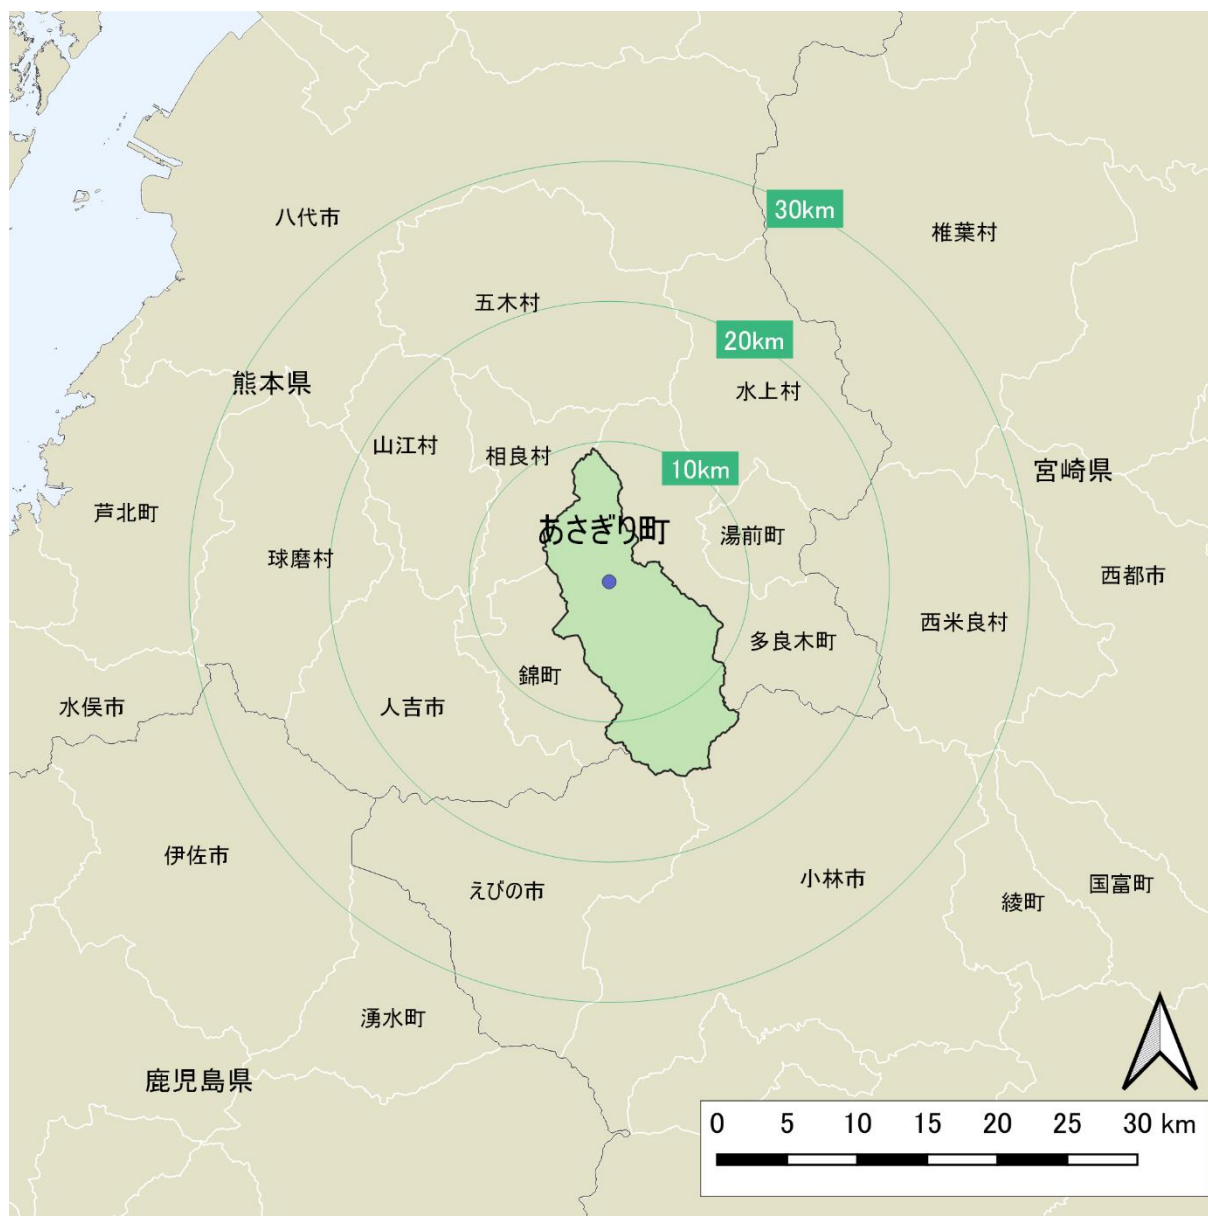 八代市
30km
椎葉村
五木村
20km
熊本県
水上村
山江村
相良村
10km
宮崎県
芦北町
あさぎり町
湯前町
球磨村
西都市
西米良村
多良木町
錦町
水俣市
人吉市
伊佐市
えびの市
小林市
国富町
綾町
湧水町
鹿児島県
0 5 10 15 20 25 30 km